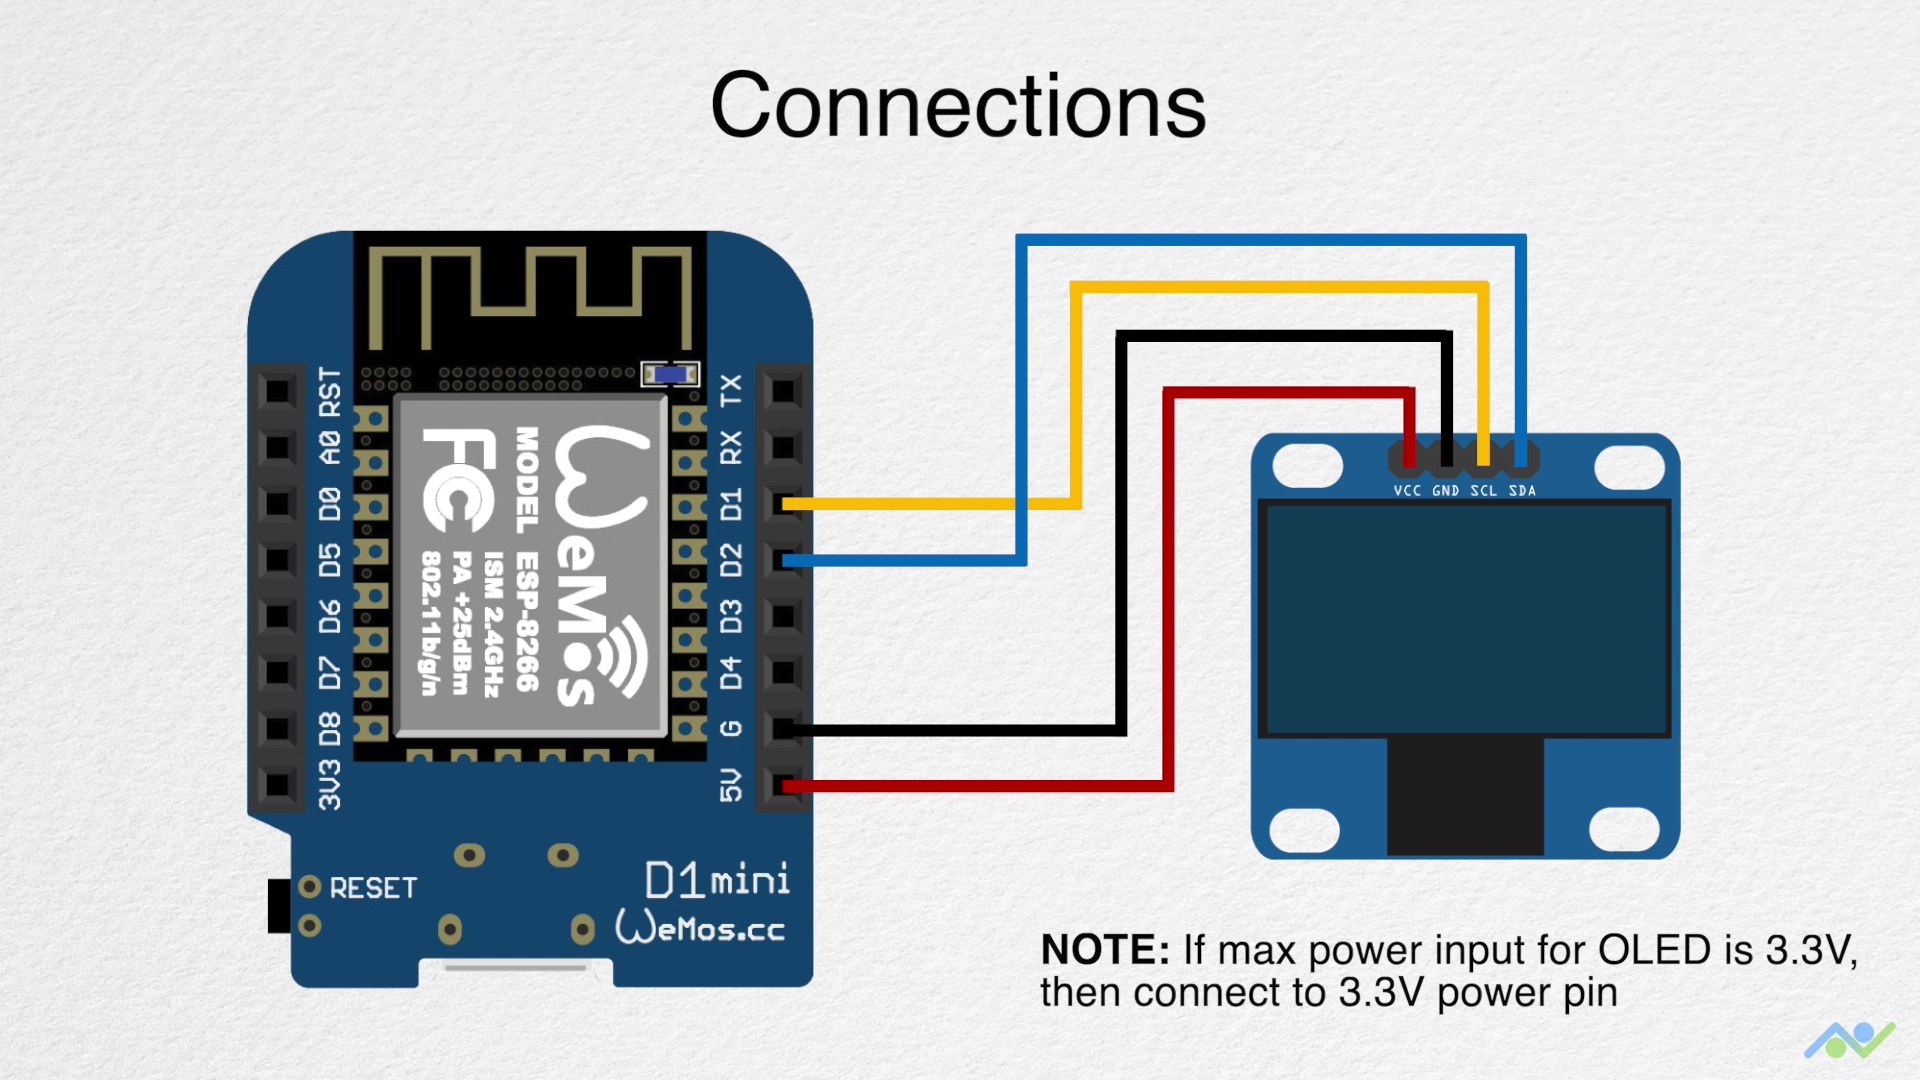 Connections
RST
A0
D0
D5
D6
D7
D8
3V3
FC
WeMos
MODEL ESP-8266
ISM 2.4GHz
PA +25dBm
802.11b/g/n
TX
RX
D1
D2
D3
D4
G
5V
RESET
D1 mini
WeMos.cc
VCC GND SCL SDA
NOTE: If max power input for OLED is 3.3V,
then connect to 3.3V power pin